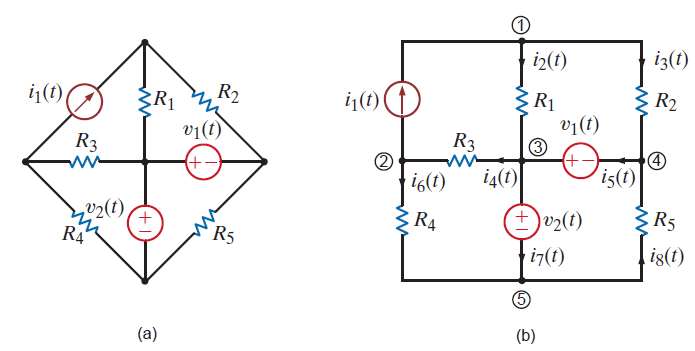 i₁(t)
R₁
R₂
v₁(t)
+ −
R₃
v₂(t)
+
−
R₄
R₅
(a)
①
i₂(t)
i₃(t)
i₁(t)
R₁
R₂
v₁(t)
R₃
③
+ −
②
④
i₆(t)
i₄(t)
i₅(t)
R₄
+
−
v₂(t)
R₅
i₇(t)
i₈(t)
⑤
(b)